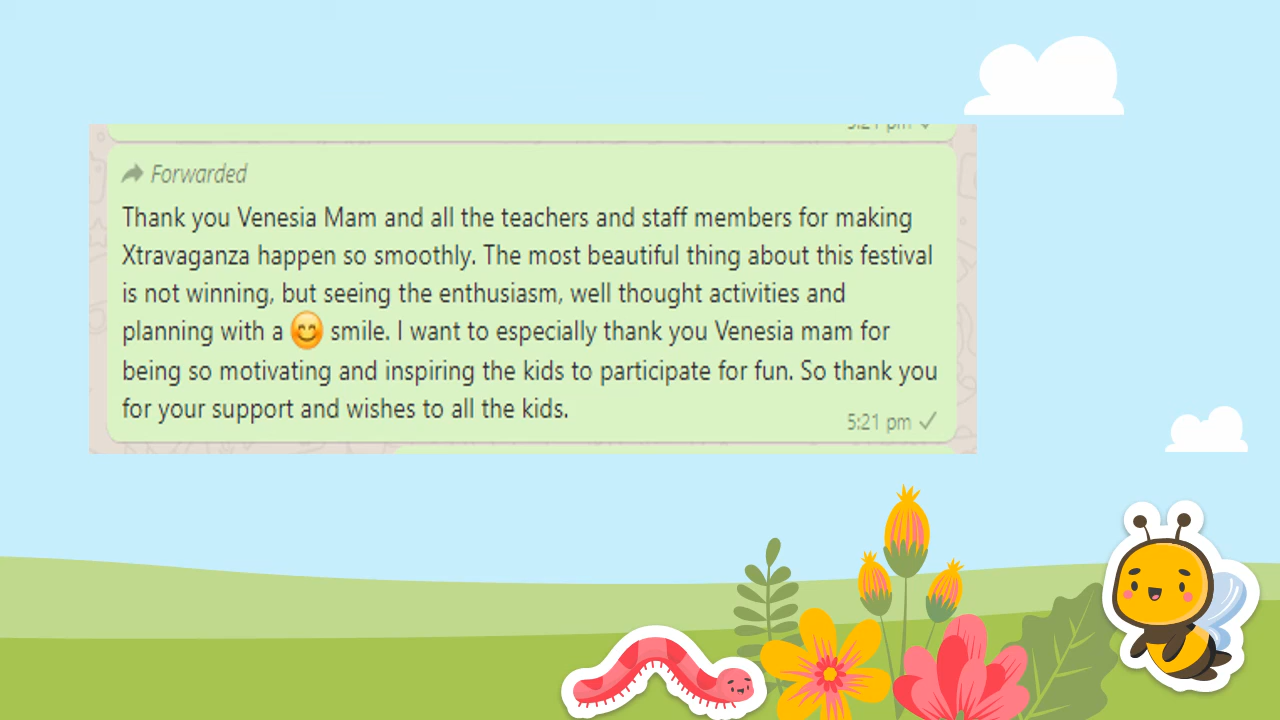 5:21 pm
Forwarded
Thank you Venesia Mam and all the teachers and staff members for making
Xtravaganza happen so smoothly. The most beautiful thing about this festival
is not winning, but seeing the enthusiasm, well thought activities and
planning with a 😊 smile. I want to especially thank you Venesia mam for
being so motivating and inspiring the kids to participate for fun. So thank you
for your support and wishes to all the kids.
5:21 pm